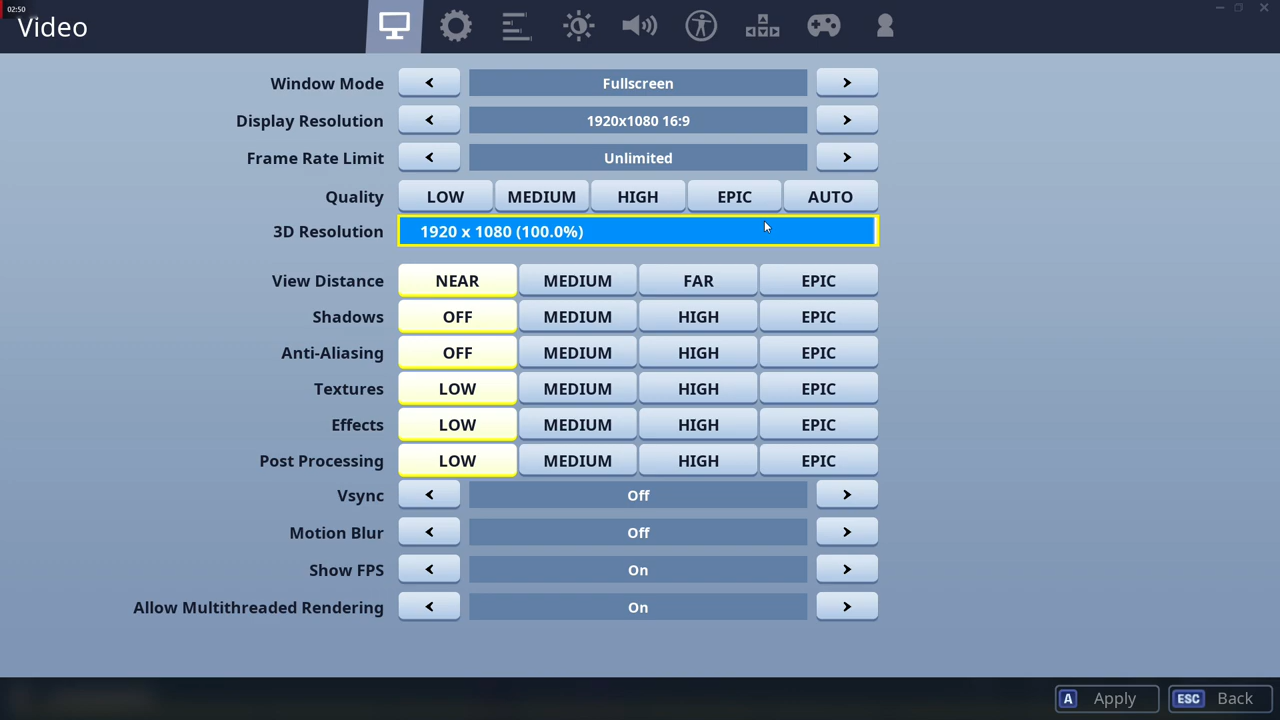 02:50
Video
Window Mode < Fullscreen >
Display Resolution < 1920x1080 16:9 >
Frame Rate Limit < Unlimited >
Quality LOW MEDIUM HIGH EPIC AUTO
3D Resolution 1920 x 1080 (100.0%)
View Distance NEAR MEDIUM FAR EPIC
Shadows OFF MEDIUM HIGH EPIC
Anti-Aliasing OFF MEDIUM HIGH EPIC
Textures LOW MEDIUM HIGH EPIC
Effects LOW MEDIUM HIGH EPIC
Post Processing LOW MEDIUM HIGH EPIC
Vsync < Off >
Motion Blur < Off >
Show FPS < On >
Allow Multithreaded Rendering < On >
A Apply ESC Back